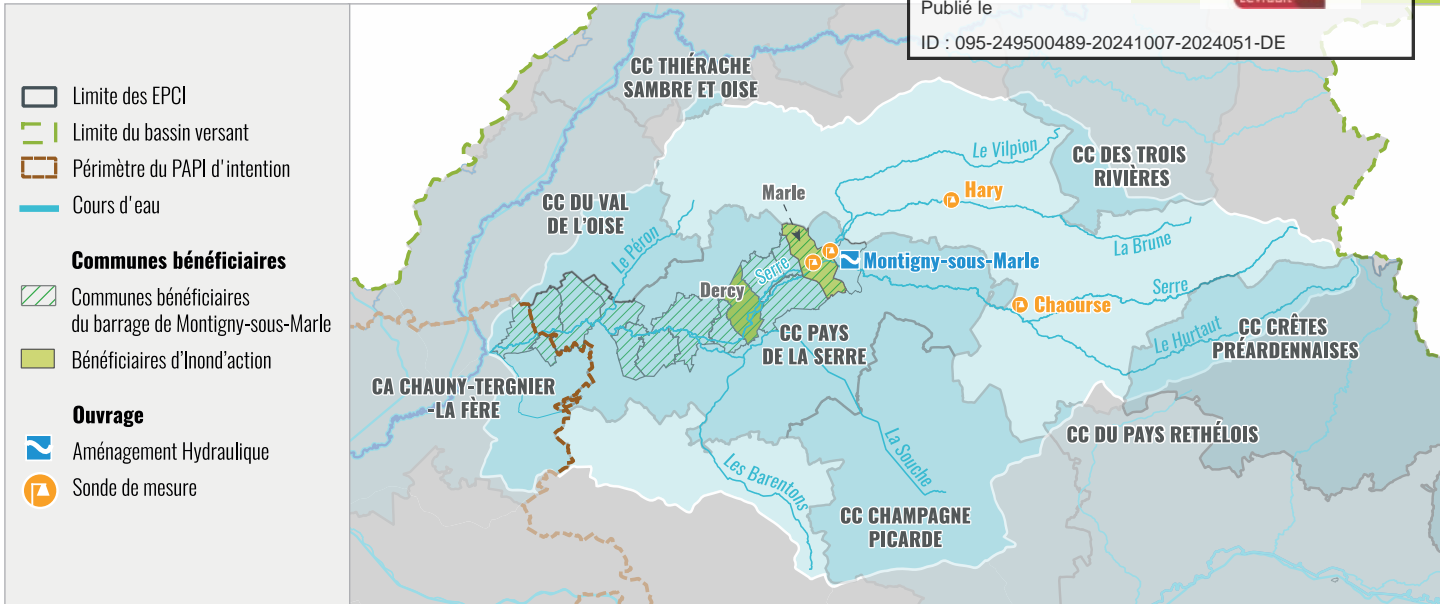 Publié le
ID : 095-249500489-20241007-2024051-DE
Limite des EPCI
Limite du bassin versant
Périmètre du PAPI d'intention
Cours d'eau
Communes bénéficiaires
Communes bénéficiaires
du barrage de Montigny-sous-Marle
Bénéficiaires d'Inond'action
Ouvrage
Aménagement Hydraulique
Sonde de mesure
CC THIÉRACHE
SAMBRE ET OISE
Le Vilpion
CC DES TROIS
RIVIÈRES
Marle
Hary
CC DU VAL
DE L'OISE
Le Péron
La Brune
Serre
Montigny-sous-Marle
Dercy
Serre
Chaourse
CC PAYS
DE LA SERRE
Le Hurtaut
CC CRÊTES
PRÉARDENNAISES
CA CHAUNY-TERGNIER
-LA FÈRE
CC DU PAYS RETHÉLOIS
La Souche
Les Barentons
CC CHAMPAGNE
PICARDE